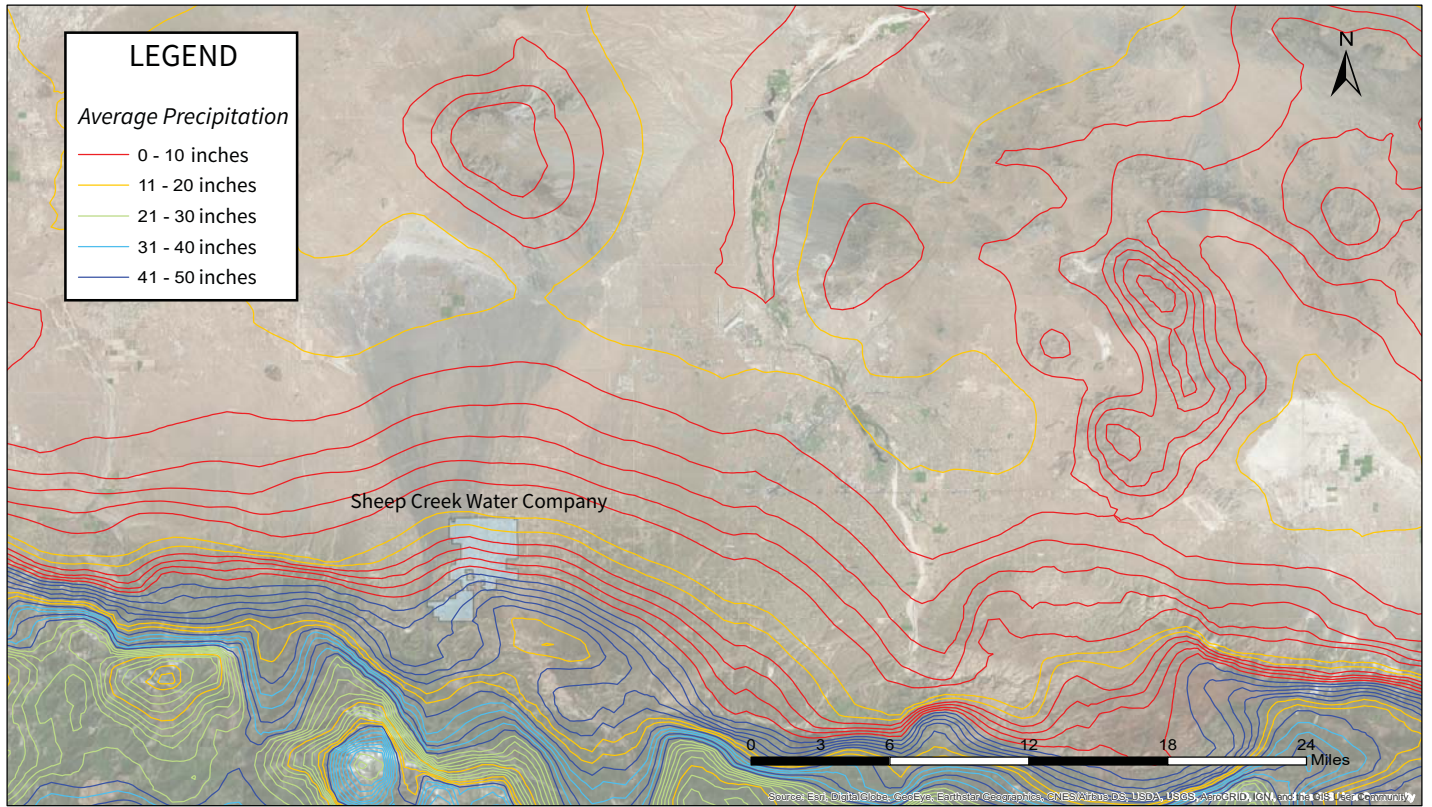 LEGEND
Average Precipitation
0 - 10 inches
11 - 20 inches
21 - 30 inches
31 - 40 inches
41 - 50 inches
N
Sheep Creek Water Company
0 3 6 12 18 24
Miles
Source: Esri, DigitalGlobe, GeoEye, Earthstar Geographics, CNES/Airbus DS, USDA, USGS, AeroGRID, IGN, and the GIS User Community